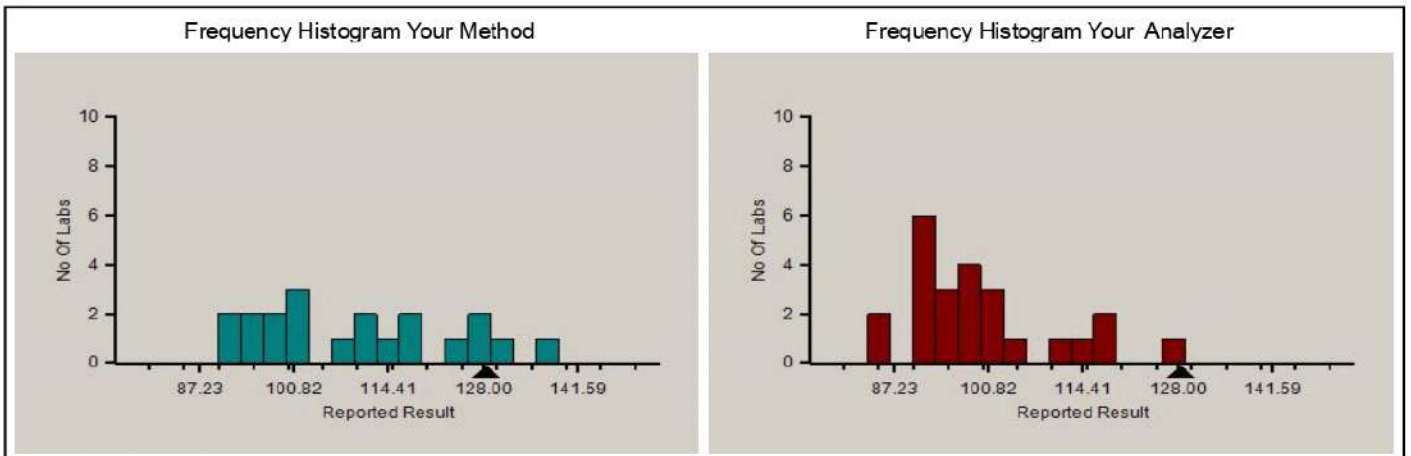 Frequency Histogram Your Method
10
8
6
4
2
0
No Of Labs
87.23 100.82 114.41 128.00 141.59
Reported Result
Frequency Histogram Your Analyzer
10
8
6
4
2
0
No Of Labs
87.23 100.82 114.41 128.00 141.59
Reported Result